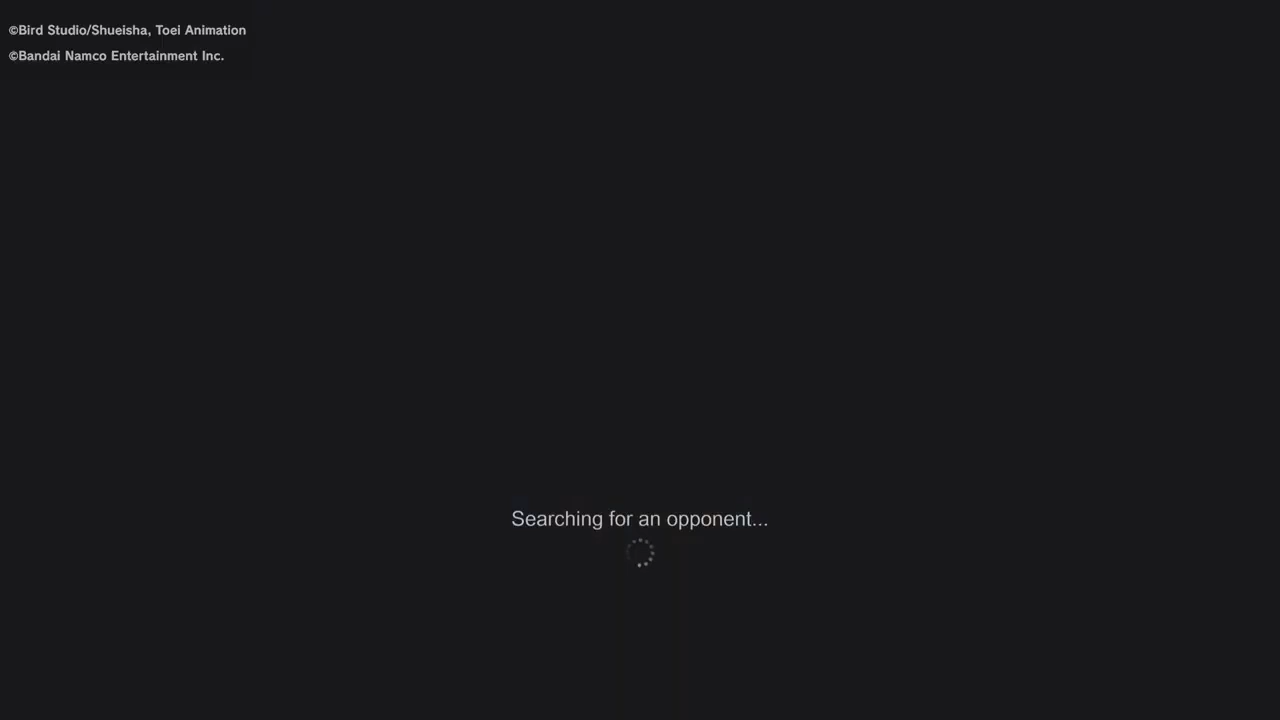 ©Bird Studio/Shueisha, Toei Animation
©Bandai Namco Entertainment Inc.
Searching for an opponent...